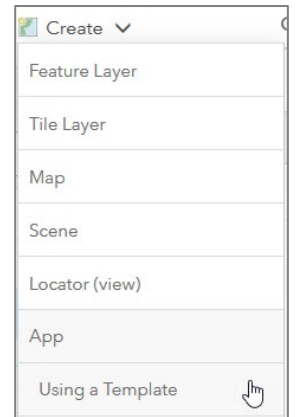 Create
Feature Layer
Tile Layer
Map
Scene
Locator (view)
App
Using a Template